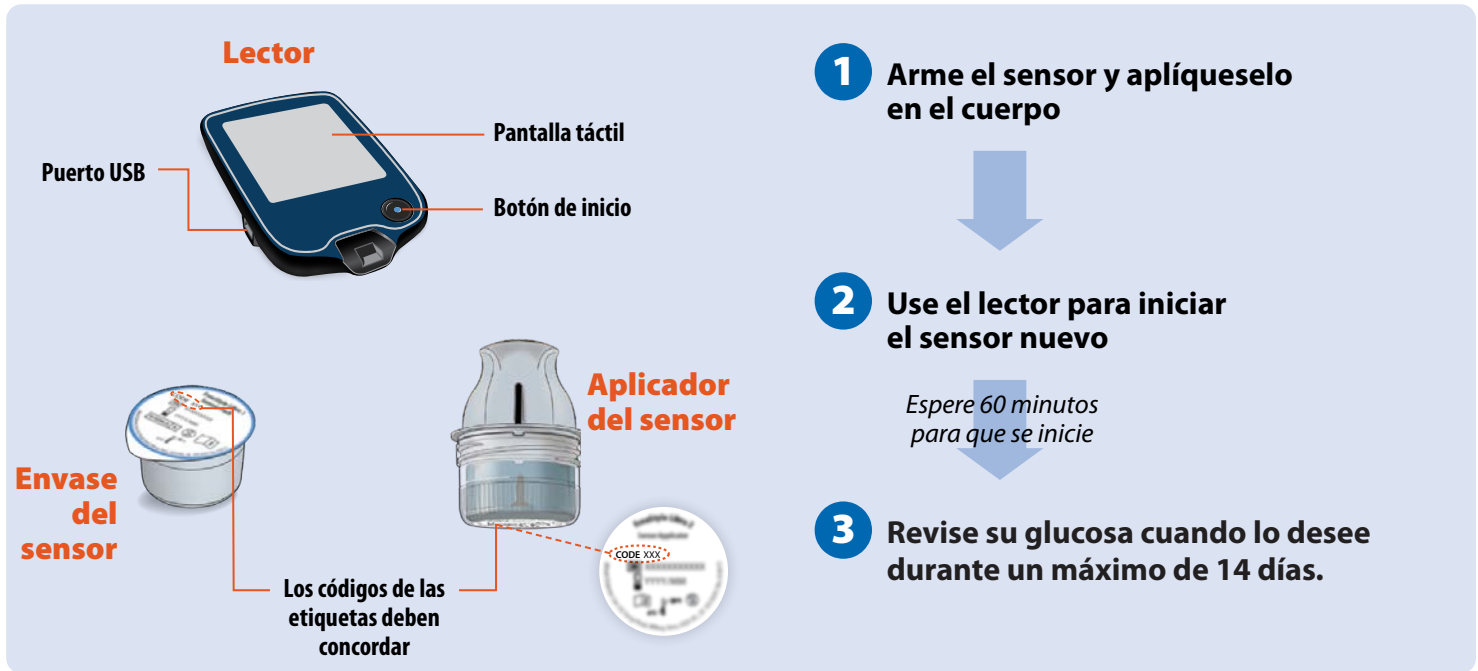 Lector
Pantalla táctil
Puerto USB
Botón de inicio
Aplicador
del sensor
Envase
del
sensor
CODE XXX
Los códigos de las
etiquetas deben
concordar
1
Arme el sensor y aplíqueselo
en el cuerpo
2
Use el lector para iniciar
el sensor nuevo
Espere 60 minutos
para que se inicie
3
Revise su glucosa cuando lo desee
durante un máximo de 14 días.